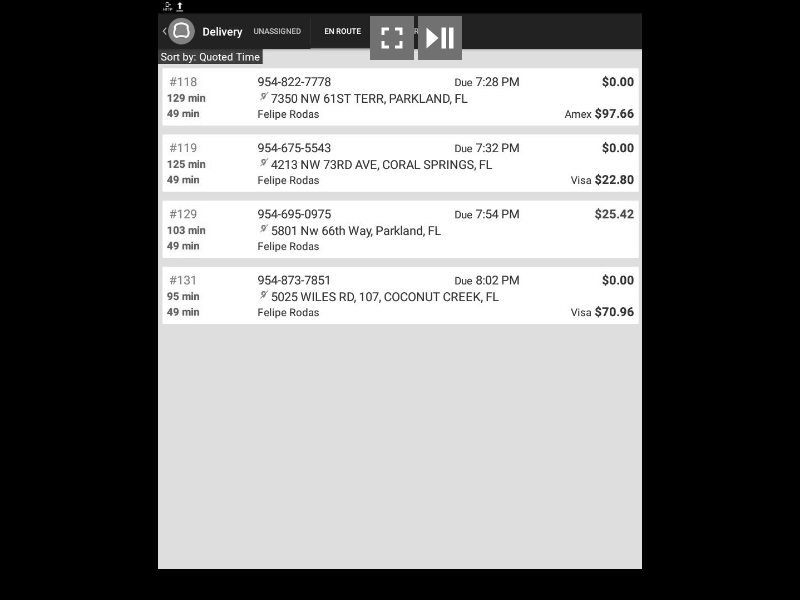 Delivery UNASSIGNED EN ROUTE
Sort by: Quoted Time
#118 954-822-7778 Due 7:28 PM $0.00
129 min 7350 NW 61ST TERR, PARKLAND, FL
49 min Felipe Rodas Amex $97.66
#119 954-675-5543 Due 7:32 PM $0.00
125 min 4213 NW 73RD AVE, CORAL SPRINGS, FL
49 min Felipe Rodas Visa $22.80
#129 954-695-0975 Due 7:54 PM $25.42
103 min 5801 Nw 66th Way, Parkland, FL
49 min Felipe Rodas
#131 954-873-7851 Due 8:02 PM $0.00
95 min 5025 WILES RD, 107, COCONUT CREEK, FL
49 min Felipe Rodas Visa $70.96